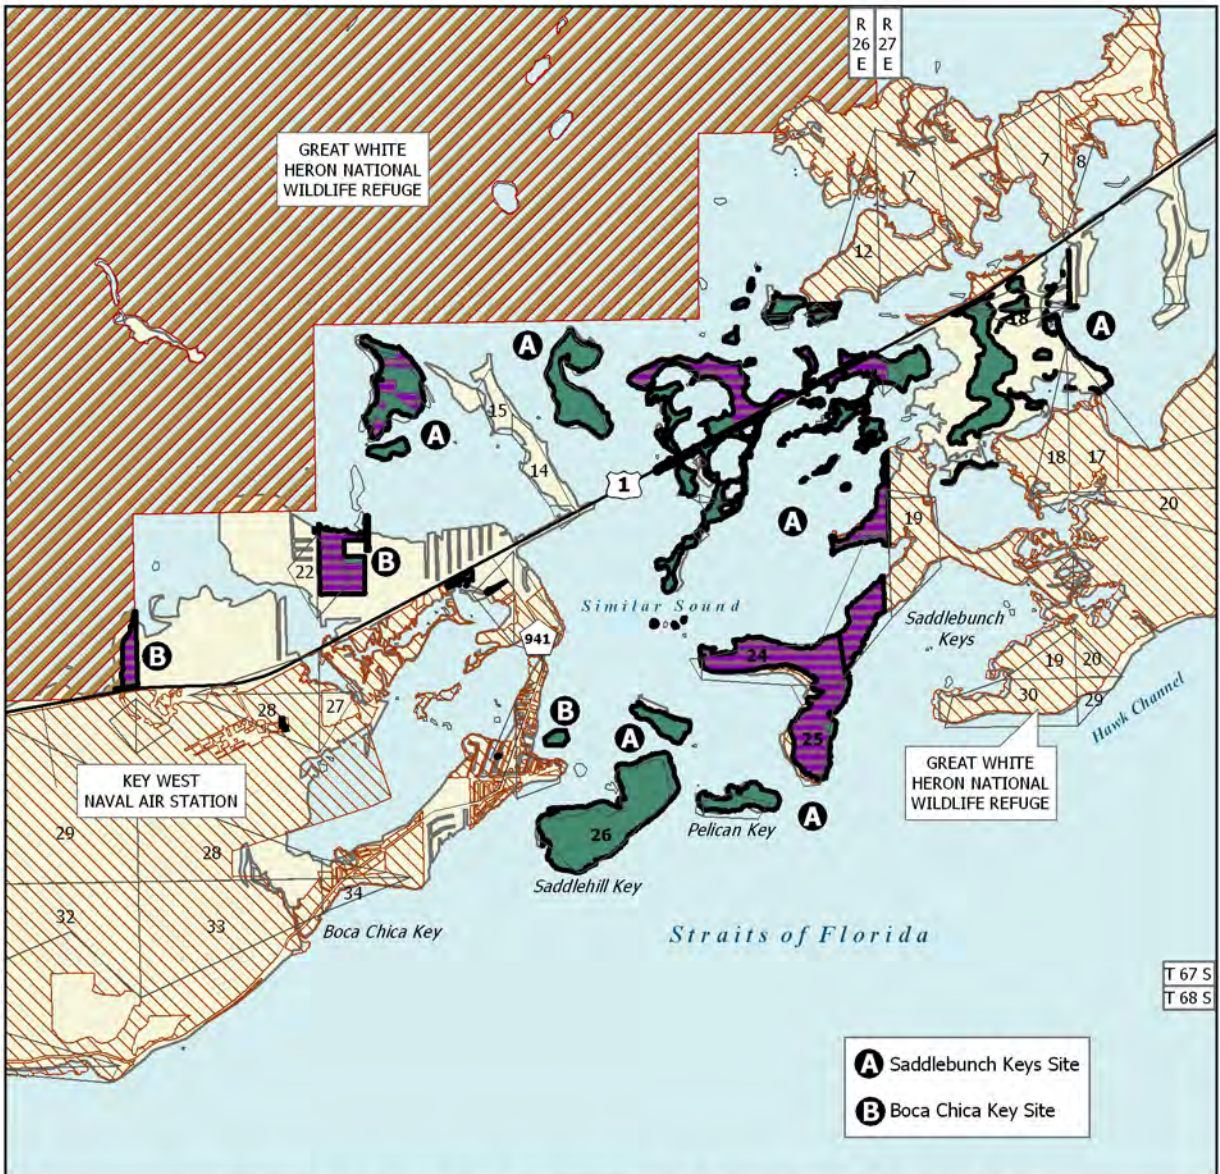 R R
26 27
E E
GREAT WHITE
HERON NATIONAL
WILDLIFE REFUGE
7
8
7
12
18
A
A
15
A
14
18
17
1
20
A
19
B
22
Similar Sound
941
Saddlebunch
Keys
B
24
19
20
30
29
28
27
B
A
25
Hawk Channel
KEY WEST
NAVAL AIR STATION
GREAT WHITE
HERON NATIONAL
WILDLIFE REFUGE
29
26
Pelican Key
A
28
Saddlehill Key
34
32
33
Boca Chica Key
Straits of Florida
T 67 S
T 68 S
A Saddlebunch Keys Site
B Boca Chica Key Site